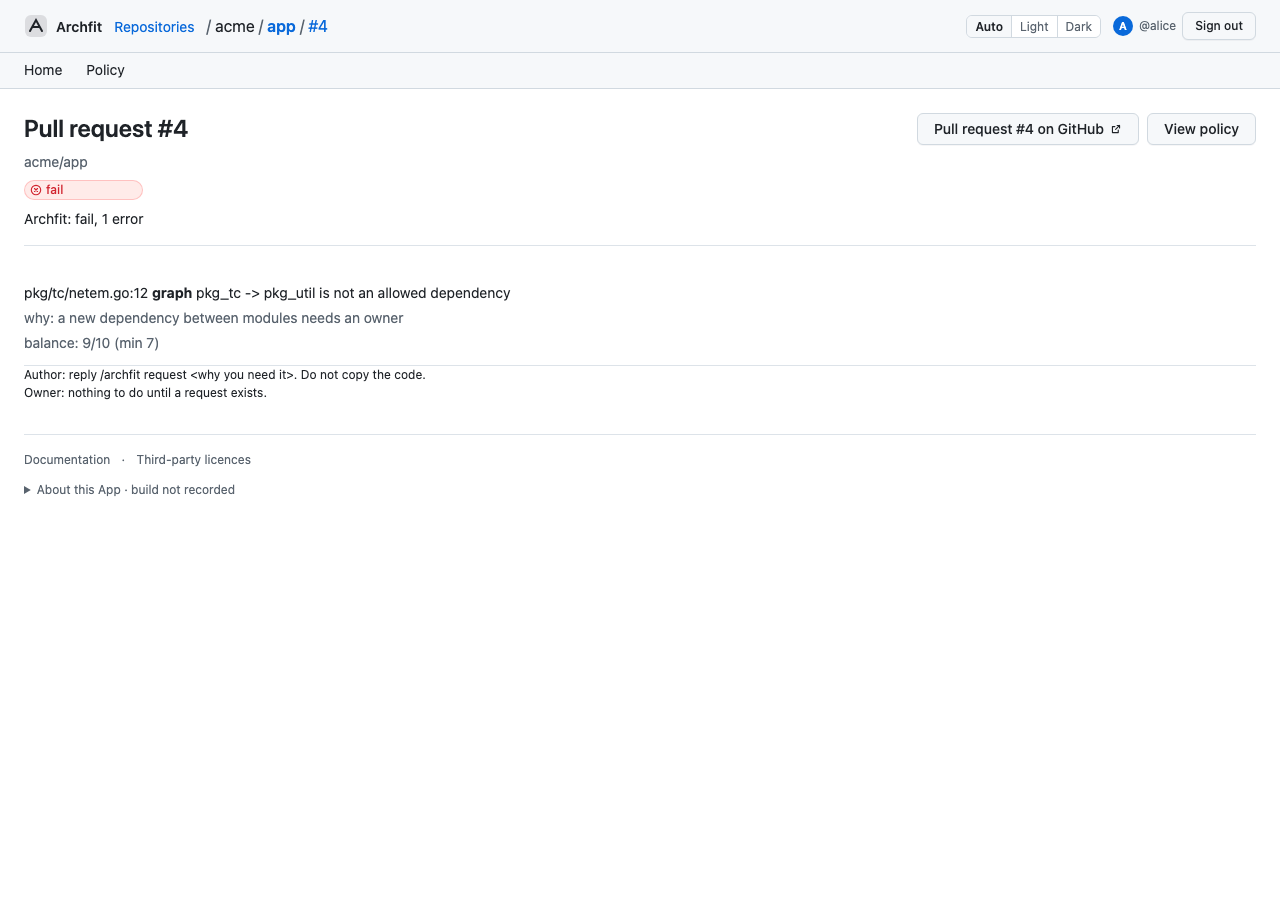 Archfit Repositories / acme / app / #4
Auto Light Dark A @alice Sign out
Home Policy
Pull request #4
Pull request #4 on GitHub View policy
acme/app
fail
Archfit: fail, 1 error
pkg/tc/netem.go:12 graph pkg_tc -> pkg_util is not an allowed dependency
why: a new dependency between modules needs an owner
balance: 9/10 (min 7)
Author: reply /archfit request <why you need it>. Do not copy the code.
Owner: nothing to do until a request exists.
Documentation · Third-party licences
About this App · build not recorded